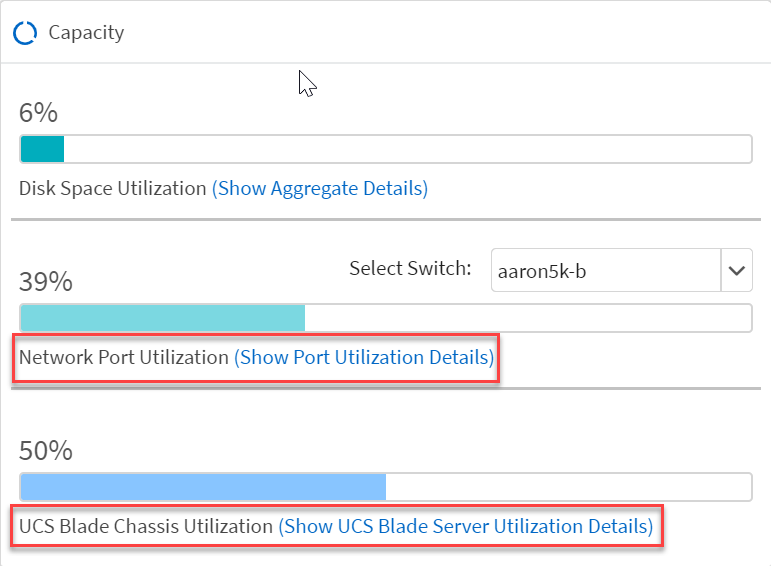 Capacity
6%
Disk Space Utilization (Show Aggregate Details)
Select Switch: aaron5k-b
39%
Network Port Utilization (Show Port Utilization Details)
50%
UCS Blade Chassis Utilization (Show UCS Blade Server Utilization Details)